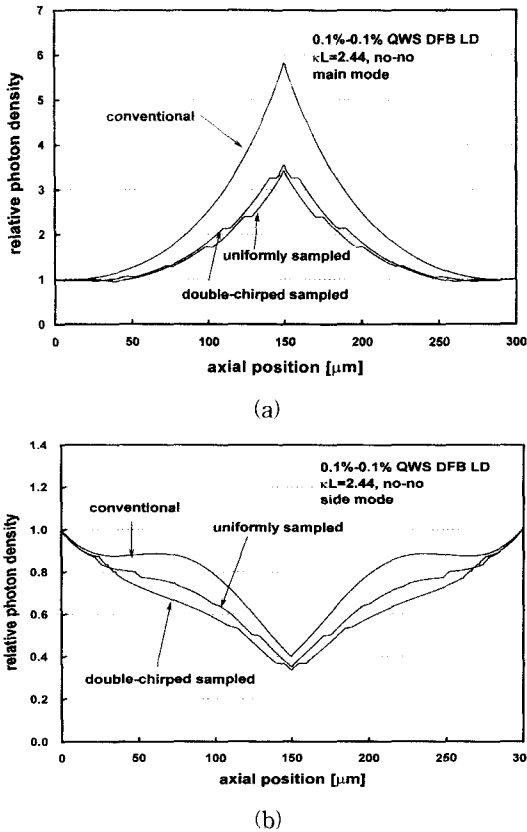 7
6
5
4
3
2
1
0
relative photon density
0.1%-0.1% QWS DFB LD
κL=2.44, no-no
main mode
conventional
uniformly sampled
double-chirped sampled
0 50 100 150 200 250 300
axial position [μm]
(a)
1.4
1.2
1.0
0.8
0.6
0.4
0.2
0.0
relative photon density
0.1%-0.1% QWS DFB LD
κL=2.44, no-no
side mode
conventional
uniformly sampled
double-chirped sampled
0 50 100 150 200 250 300
axial position [μm]
(b)